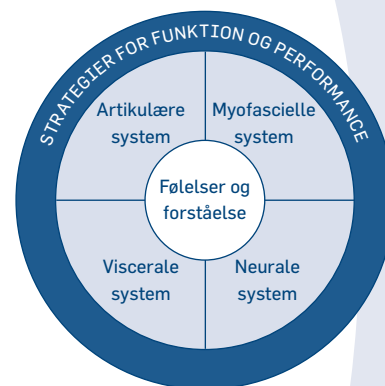 STRATEGIER FOR FUNKTION OG PERFORMANCE
Artikulære
system
Myofascielle
system
Følelser og
forståelse
Viscerale
system
Neurale
system